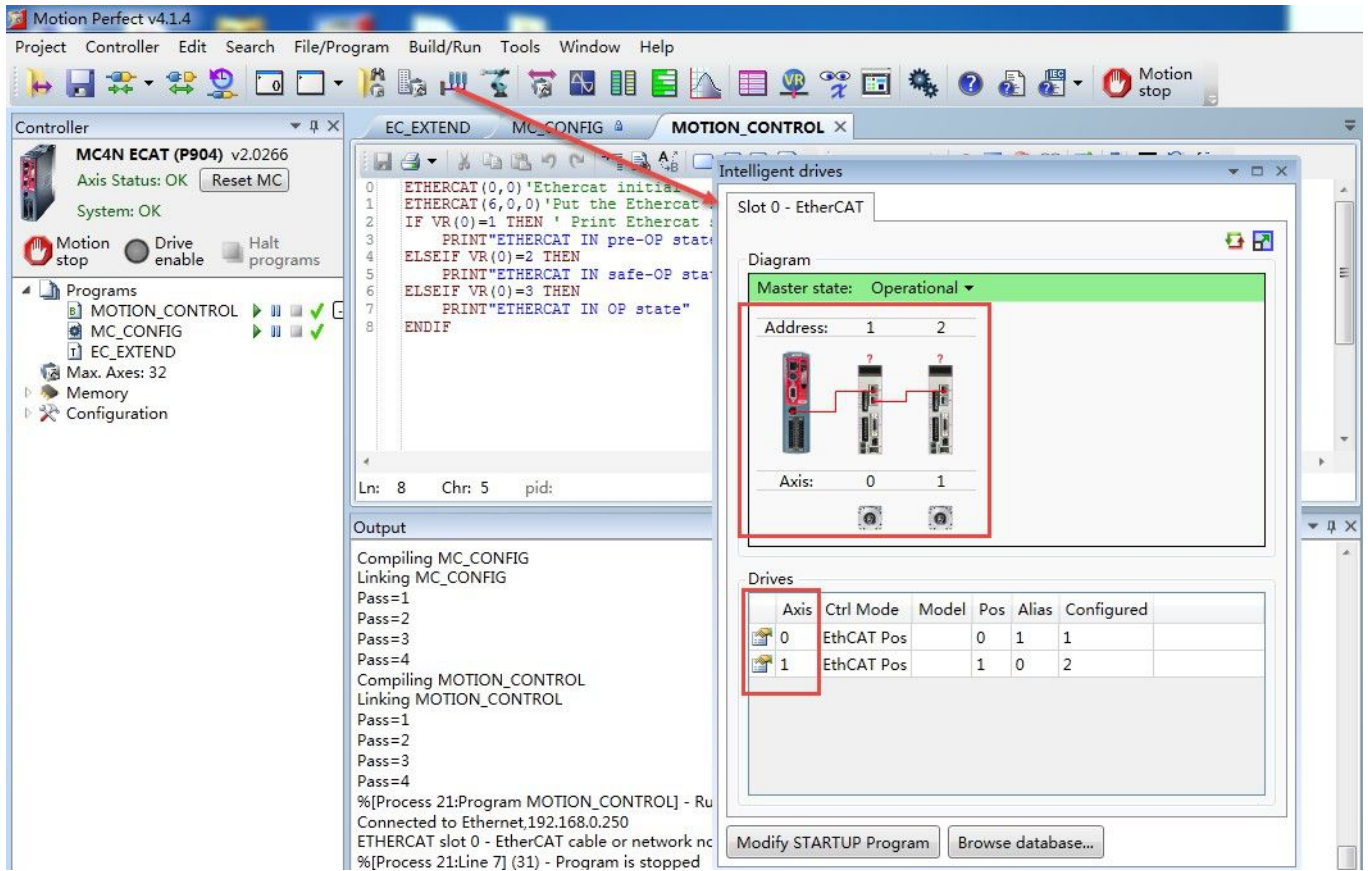 Motion Perfect v4.1.4
Project Controller Edit Search File/Program Build/Run Tools Window Help
Motion stop
Controller
MC4N ECAT (P904) v2.0266
Axis Status: OK Reset MC
System: OK
Motion stop Drive enable Halt programs
Programs
MOTION_CONTROL
MC_CONFIG
EC_EXTEND
Max. Axes: 32
Memory
Configuration
EC_EXTEND MC_CONFIG MOTION_CONTROL
0 ETHERCAT(0,0)'Ethercat initial
1 ETHERCAT(6,0,0)'Put the Ethercat
2 IF VR(0)=1 THEN ' Print Ethercat
3 PRINT"ETHERCAT IN pre-OP state
4 ELSEIF VR(0)=2 THEN
5 PRINT"ETHERCAT IN safe-OP sta
6 ELSEIF VR(0)=3 THEN
7 PRINT"ETHERCAT IN OP state"
8 ENDIF
Ln: 8 Chr: 5 pid:
Output
Compiling MC_CONFIG
Linking MC_CONFIG
Pass=1
Pass=2
Pass=3
Pass=4
Compiling MOTION_CONTROL
Linking MOTION_CONTROL
Pass=1
Pass=2
Pass=3
Pass=4
%[Process 21:Program MOTION_CONTROL] - Ru
Connected to Ethernet,192.168.0.250
ETHERCAT slot 0 - EtherCAT cable or network no
%[Process 21:Line 7] (31) - Program is stopped
Intelligent drives
Slot 0 - EtherCAT
Diagram
Master state: Operational
Address: 1 2
? ?
Axis: 0 1
Drives
Axis Ctrl Mode Model Pos Alias Configured
0 EthCAT Pos 0 1 1
1 EthCAT Pos 1 0 2
Modify STARTUP Program Browse database...